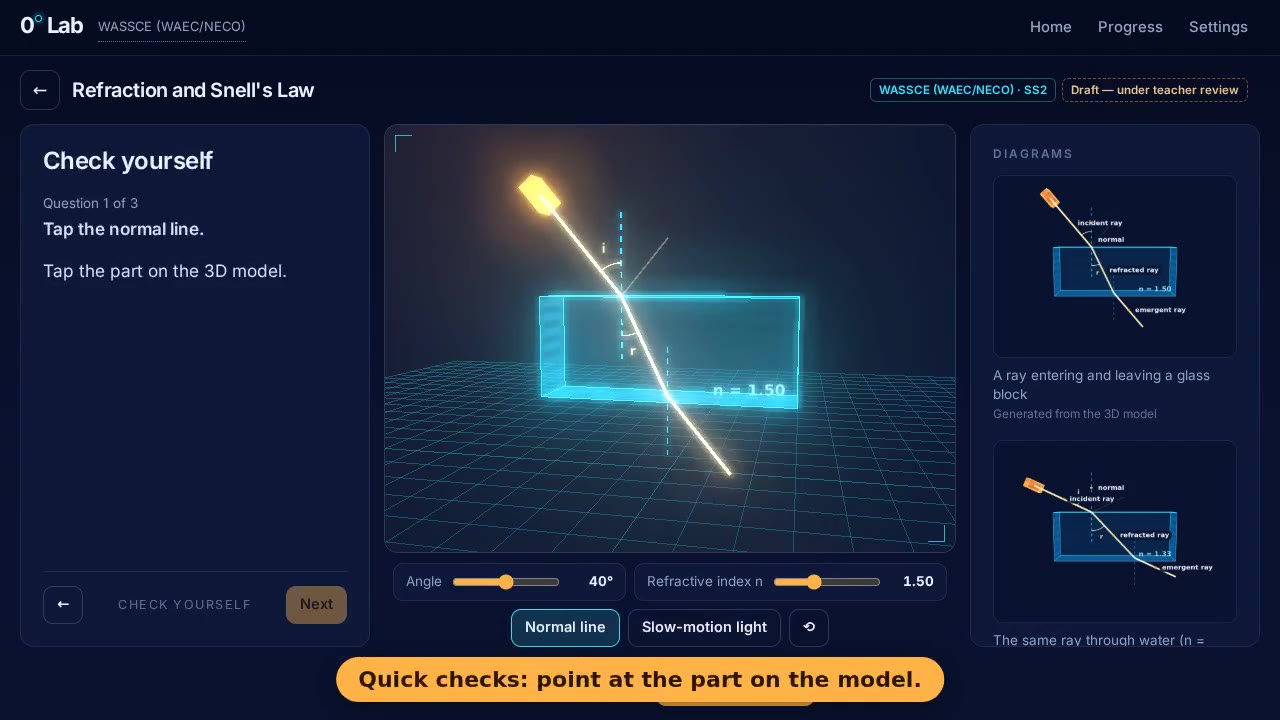 0° Lab
WASSCE (WAEC/NECO)
Home
Progress
Settings
←
Refraction and Snell's Law
WASSCE (WAEC/NECO) · SS2
Draft — under teacher review
Check yourself
Question 1 of 3
Tap the normal line.
Tap the part on the 3D model.
←
CHECK YOURSELF
Next
i
r
n = 1.50
Angle
40°
Refractive index n
1.50
Normal line
Slow-motion light
⟲
DIAGRAMS
incident ray
normal
r
refracted ray
n = 1.50
emergent ray
A ray entering and leaving a glass
block
Generated from the 3D model
i
normal
incident ray
r
refracted ray
n = 1.33
emergent ray
The same ray through water (n =
Quick checks: point at the part on the model.